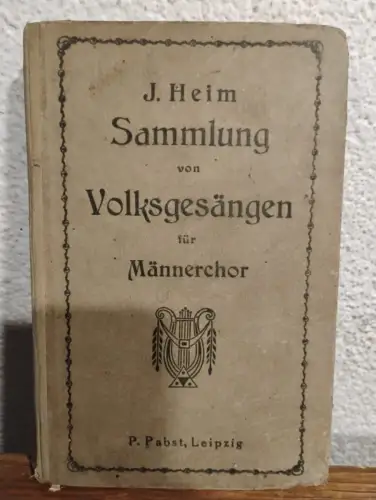 J. Heim
Sammlung
von
Volksgesängen
für
Männerchor
P. Pabst, Leipzig